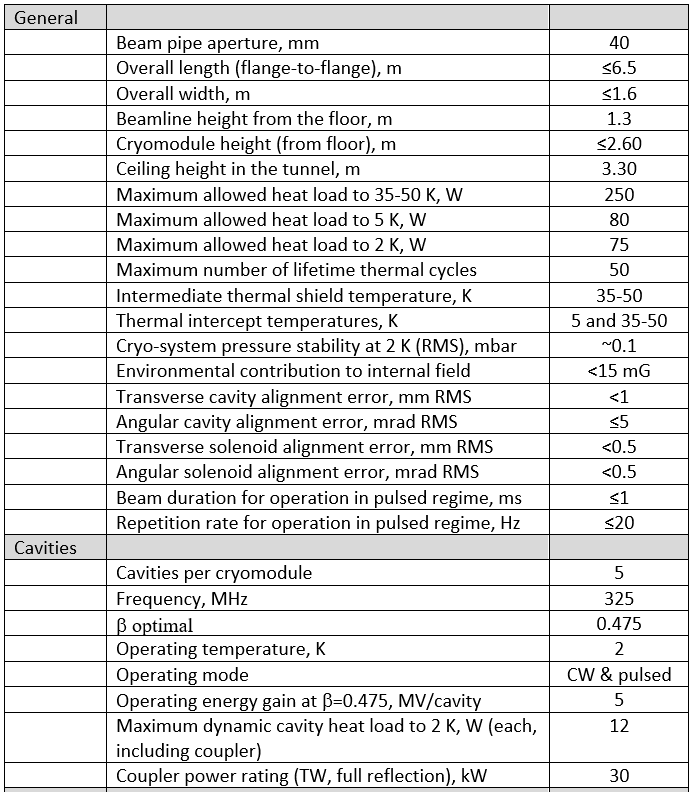 General
Beam pipe aperture, mm 40
Overall length (flange-to-flange), m ≤6.5
Overall width, m ≤1.6
Beamline height from the floor, m 1.3
Cryomodule height (from floor), m ≤2.60
Ceiling height in the tunnel, m 3.30
Maximum allowed heat load to 35-50 K, W 250
Maximum allowed heat load to 5 K, W 80
Maximum allowed heat load to 2 K, W 75
Maximum number of lifetime thermal cycles 50
Intermediate thermal shield temperature, K 35-50
Thermal intercept temperatures, K 5 and 35-50
Cryo-system pressure stability at 2 K (RMS), mbar ~0.1
Environmental contribution to internal field <15 mG
Transverse cavity alignment error, mm RMS <1
Angular cavity alignment error, mrad RMS ≤5
Transverse solenoid alignment error, mm RMS <0.5
Angular solenoid alignment error, mrad RMS <0.5
Beam duration for operation in pulsed regime, ms ≤1
Repetition rate for operation in pulsed regime, Hz ≤20
Cavities
Cavities per cryomodule 5
Frequency, MHz 325
β optimal 0.475
Operating temperature, K 2
Operating mode CW & pulsed
Operating energy gain at β=0.475, MV/cavity 5
Maximum dynamic cavity heat load to 2 K, W (each, 12
including coupler)
Coupler power rating (TW, full reflection), kW 30